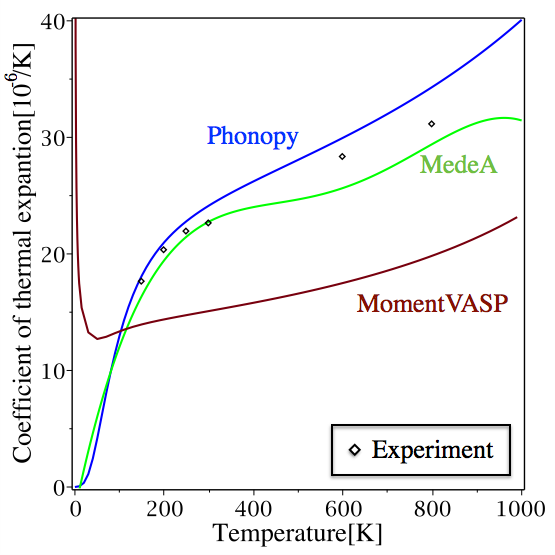 Coefficient of thermal expantion[10⁻⁶/K]
40
30
20
10
0
Phonopy
MedeA
MomentVASP
Experiment
0 200 400 600 800 1000
Temperature[K]